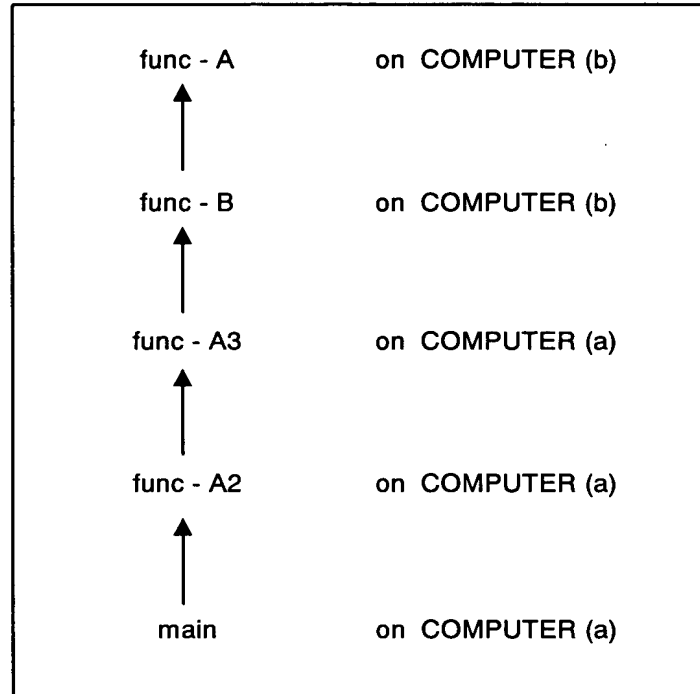 func - A on COMPUTER (b)
func - B on COMPUTER (b)
func - A3 on COMPUTER (a)
func - A2 on COMPUTER (a)
main on COMPUTER (a)